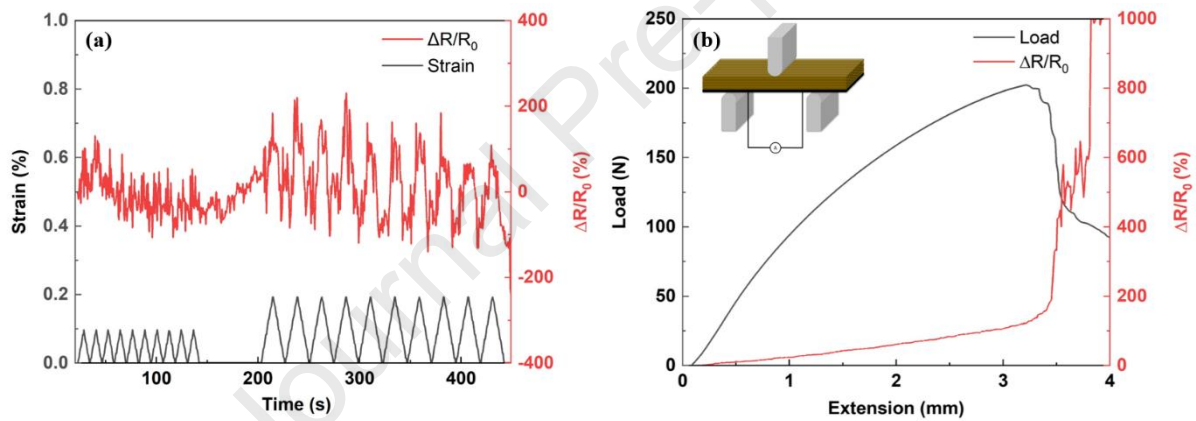 (a)
ΔR/R0
Strain
Strain (%)
1.0
0.8
0.6
0.4
0.2
0.0
100
200
300
400
Time (s)
400
200
0
-200
-400
ΔR/R0 (%)
(b)
Load
ΔR/R0
A
Load (N)
250
200
150
100
50
0
0
1
2
3
4
Extension (mm)
1000
800
600
400
200
0
ΔR/R0 (%)
Journal Pre-p